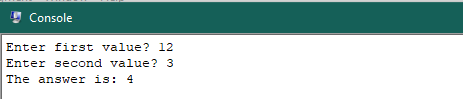 Console
Enter first value? 12
Enter second value? 3
The answer is: 4